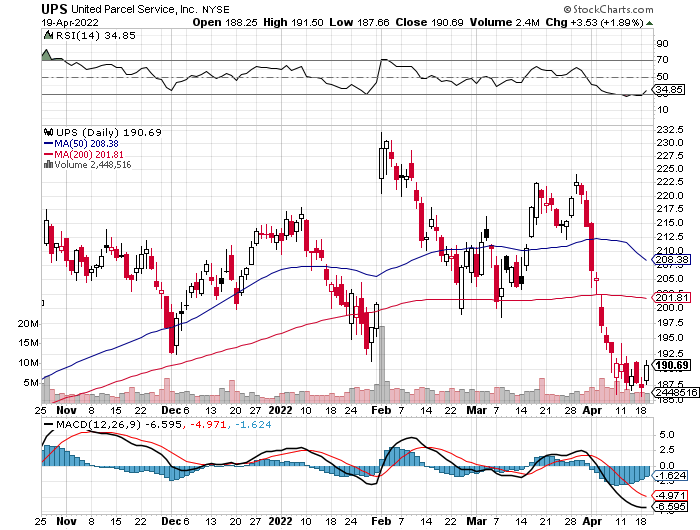 UPS United Parcel Service, Inc. NYSE © StockCharts.com
19-Apr-2022 Open 188.25 High 191.50 Low 187.66 Close 190.69 Volume 2.4M Chg +3.53 (+1.89%)
RSI(14) 34.85
90
70
50
34.85
10
UPS (Daily) 190.69
MA(50) 208.38
MA(200) 201.81
Volume 2,448,516
232.5
230.0
227.5
225.0
222.5
220.0
217.5
215.0
212.5
210.0
208.38
205.0
201.81
200.0
197.5
195.0
192.5
190.69
187.5
2448516
185.0
20M
15M
10M
5M
25 Nov 8 15 22 Dec 6 13 20 27 2022 10 18 24 Feb 7 14 22 Mar 7 14 21 28 Apr 11 18
MACD(12,26,9) -6.595, -4.971, -1.624
5.0
2.5
0.0
-1.624
-4.971
-6.595
25 Nov 8 15 22 Dec 6 13 20 27 2022 10 18 24 Feb 7 14 22 Mar 7 14 21 28 Apr 11 18